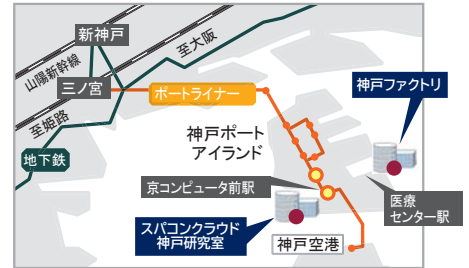 新神戸
至大阪
山陽新幹線
三ノ宮
ポートライナー
神戸ファクトリ
至姫路
神戸ポート
アイランド
地下鉄
京コンピュータ前駅
医療
センター駅
スパコンクラウド
神戸研究室
神戸空港